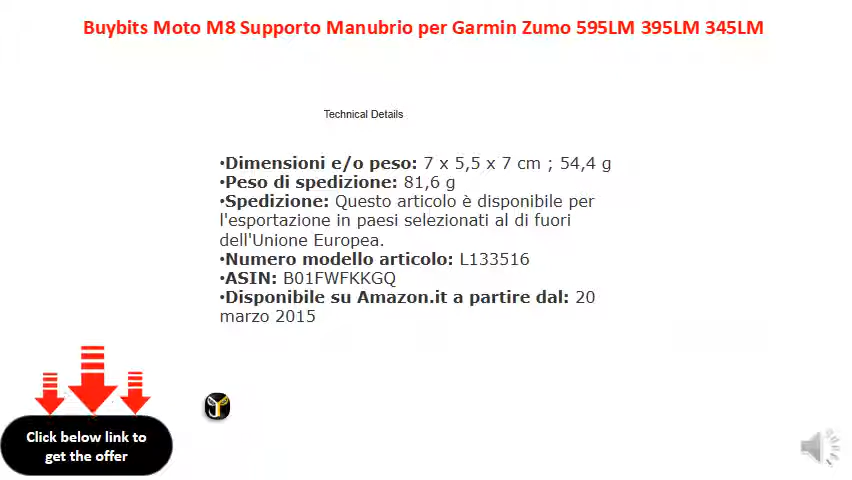 Buybits Moto M8 Supporto Manubrio per Garmin Zumo 595LM 395LM 345LM
Technical Details
•Dimensioni e/o peso: 7 x 5,5 x 7 cm ; 54,4 g
•Peso di spedizione: 81,6 g
•Spedizione: Questo articolo è disponibile per
l'esportazione in paesi selezionati al di fuori
dell'Unione Europea.
•Numero modello articolo: L133516
•ASIN: B01FWFKKGQ
•Disponibile su Amazon.it a partire dal: 20
marzo 2015
Click below link to
get the offer